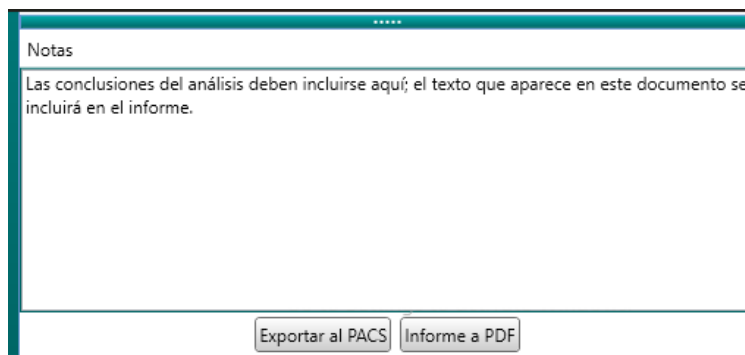 Notas
Las conclusiones del análisis deben incluirse aquí; el texto que aparece en este documento se
incluirá en el informe.
Exportar al PACS Informe a PDF